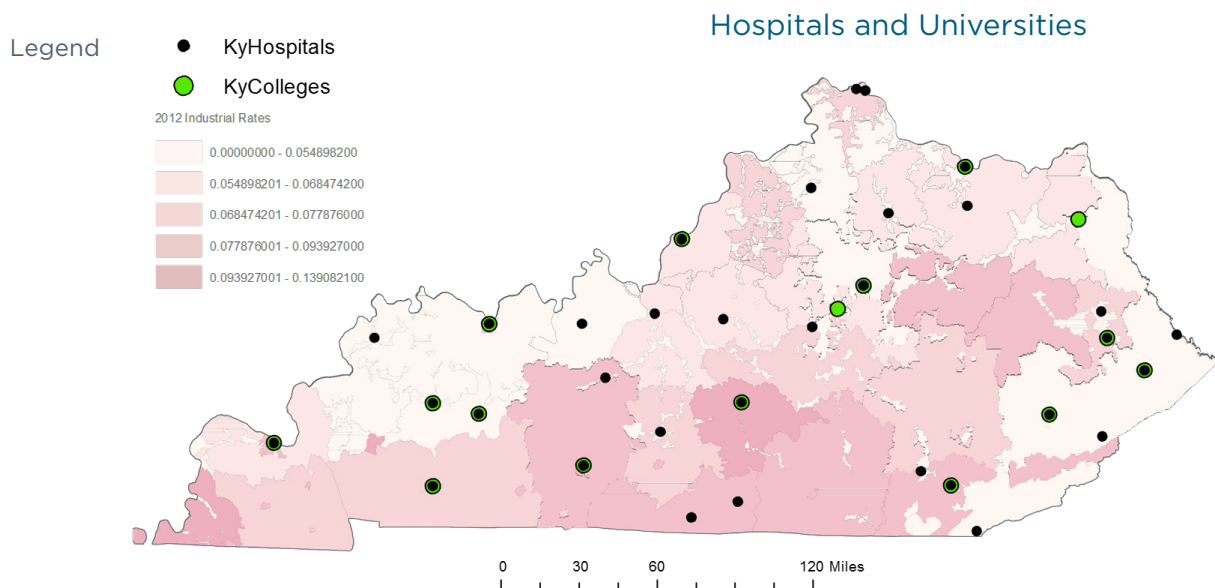 Hospitals and Universities
Legend
KyHospitals
KyColleges
2012 Industrial Rates
0.00000000 - 0.054898200
0.054898201 - 0.068474200
0.068474201 - 0.077876000
0.077876001 - 0.093927000
0.093927001 - 0.139082100
0 30 60 120 Miles